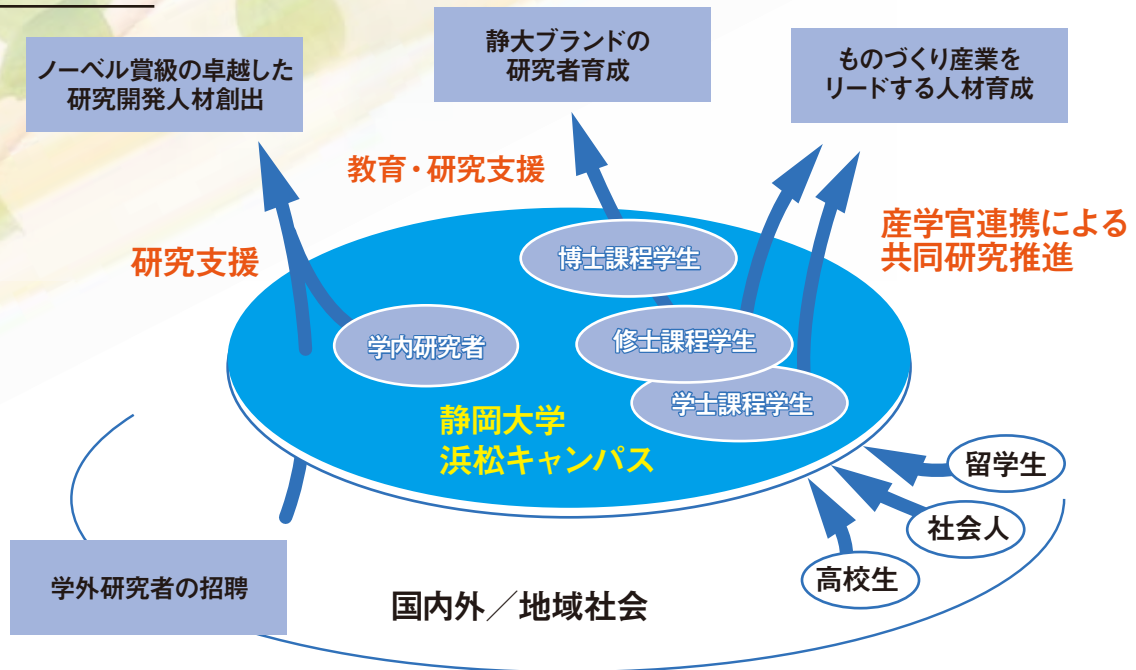 ノーベル賞級の卓越した
研究開発人材創出
静大ブランドの
研究者育成
ものづくり産業を
リードする人材育成
教育・研究支援
研究支援
産学官連携による
共同研究推進
博士課程学生
学内研究者
修士課程学生
学士課程学生
静岡大学
浜松キャンパス
留学生
社会人
高校生
学外研究者の招聘
国内外／地域社会